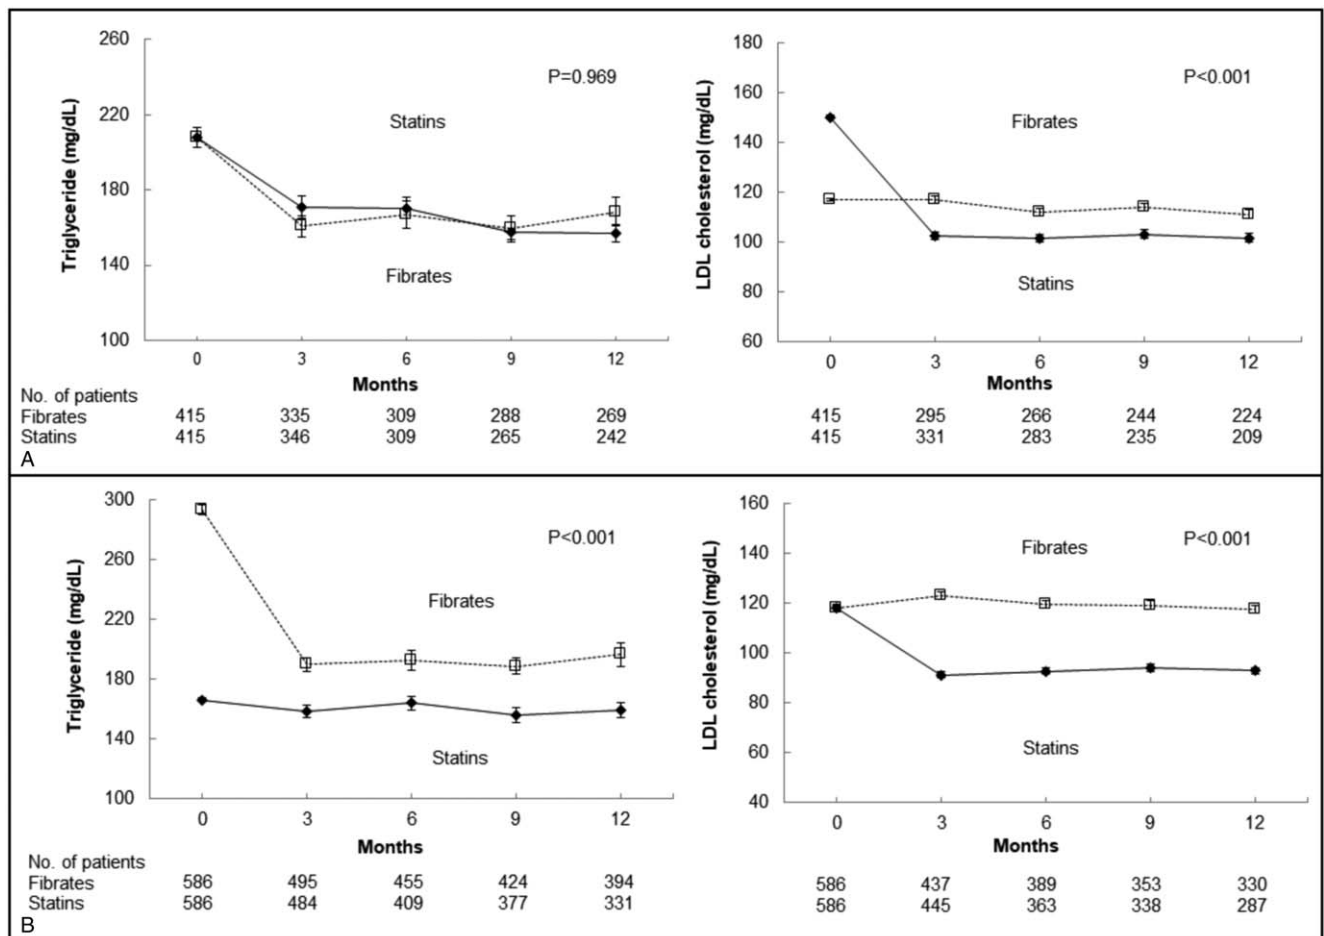 260
220
180
140
100
Triglyceride (mg/dL)
P=0.969
Statins
Fibrates
0 3 6 9 12
Months
180
160
140
120
100
80
60
LDL cholesterol (mg/dL)
P<0.001
Fibrates
Statins
0 3 6 9 12
Months
No. of patients
Fibrates 415 335 309 288 269 415 295 266 244 224
Statins 415 346 309 265 242 415 331 283 235 209
A
300
260
220
180
140
100
Triglyceride (mg/dL)
P<0.001
Fibrates
Statins
0 3 6 9 12
Months
160
140
120
100
80
60
40
LDL cholesterol (mg/dL)
Fibrates
P<0.001
Statins
0 3 6 9 12
Months
No. of patients
Fibrates 586 495 455 424 394 586 437 389 353 330
Statins 586 484 409 377 331 586 445 363 338 287
B